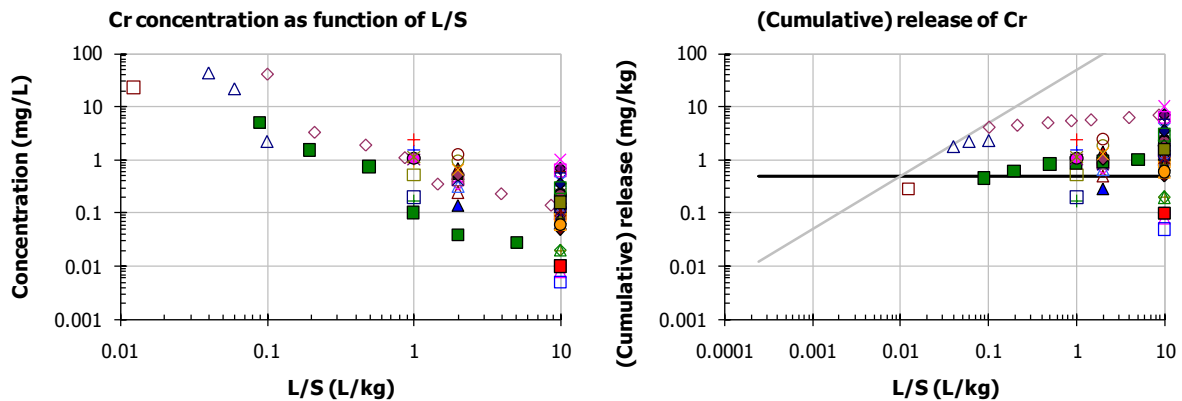 Cr concentration as function of L/S
Concentration (mg/L)
100
10
1
0.1
0.01
0.001
0.01 0.1 1 10
L/S (L/kg)
(Cumulative) release of Cr
(Cumulative) release (mg/kg)
100
10
1
0.1
0.01
0.001
0.0001 0.001 0.01 0.1 1 10
L/S (L/kg)